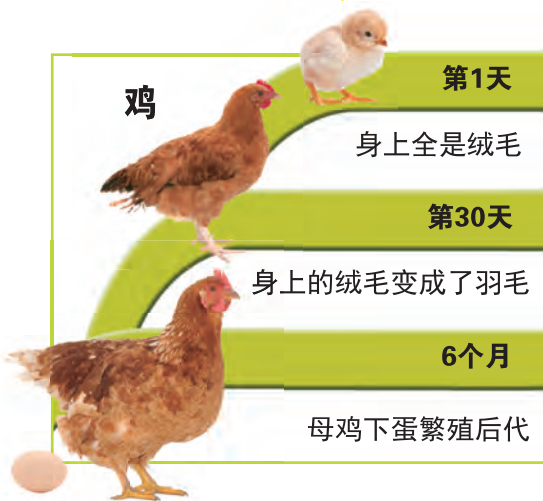 鸡
第1天
身上全是绒毛
第30天
身上的绒毛变成了羽毛
6个月
母鸡下蛋繁殖后代